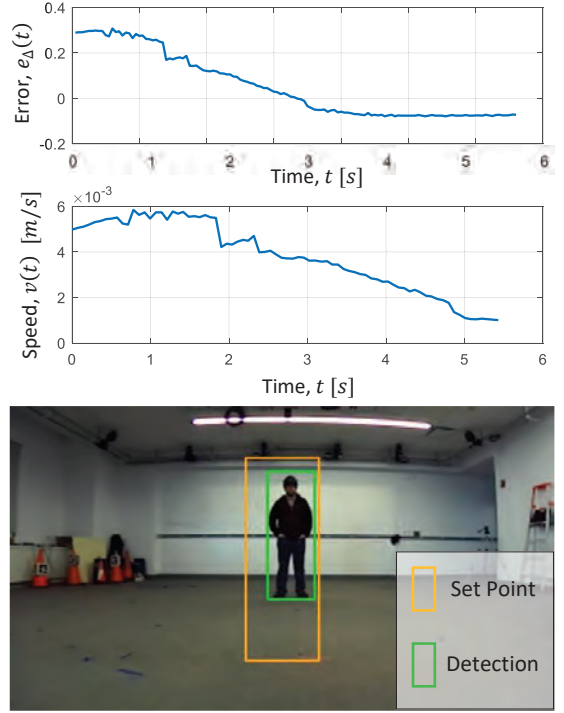 0.4
0.2
0
-0.2
Error, e_Δ(t)
0 1 2 3 4 5 6
Time, t [s]
×10⁻³
6
4
2
0
Speed, v(t) [m/s]
0 1 2 3 4 5 6
Time, t [s]
Set Point
Detection